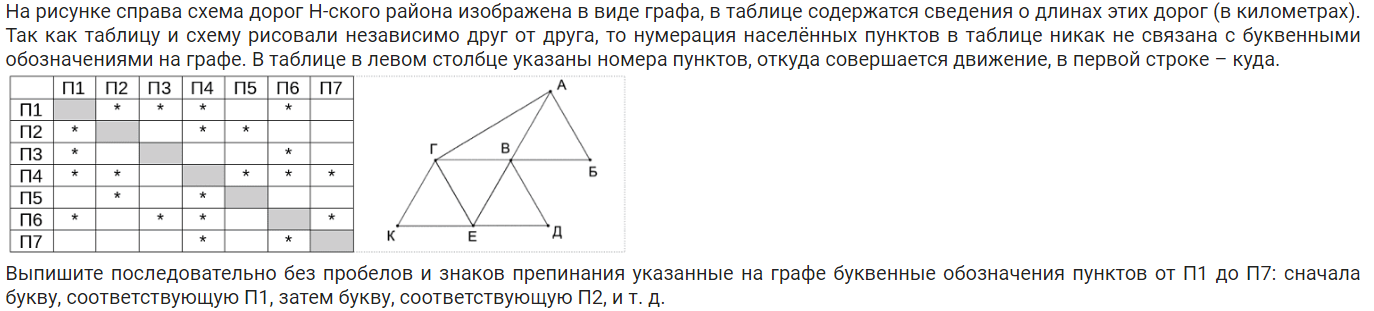 На рисунке справа схема дорог Н-ского района изображена в виде графа, в таблице содержатся сведения о длинах этих дорог (в километрах).
Так как таблицу и схему рисовали независимо друг от друга, то нумерация населённых пунктов в таблице никак не связана с буквенными
обозначениями на графе. В таблице в левом столбце указаны номера пунктов, откуда совершается движение, в первой строке – куда.
П1 П2 П3 П4 П5 П6 П7
П1 * * * *
П2 * * *
П3 * *
П4 * * * * *
П5 * *
П6 * * * *
П7 * *
А
Г В Б
К Е Д
Выпишите последовательно без пробелов и знаков препинания указанные на графе буквенные обозначения пунктов от П1 до П7: сначала
букву, соответствующую П1, затем букву, соответствующую П2, и т. д.